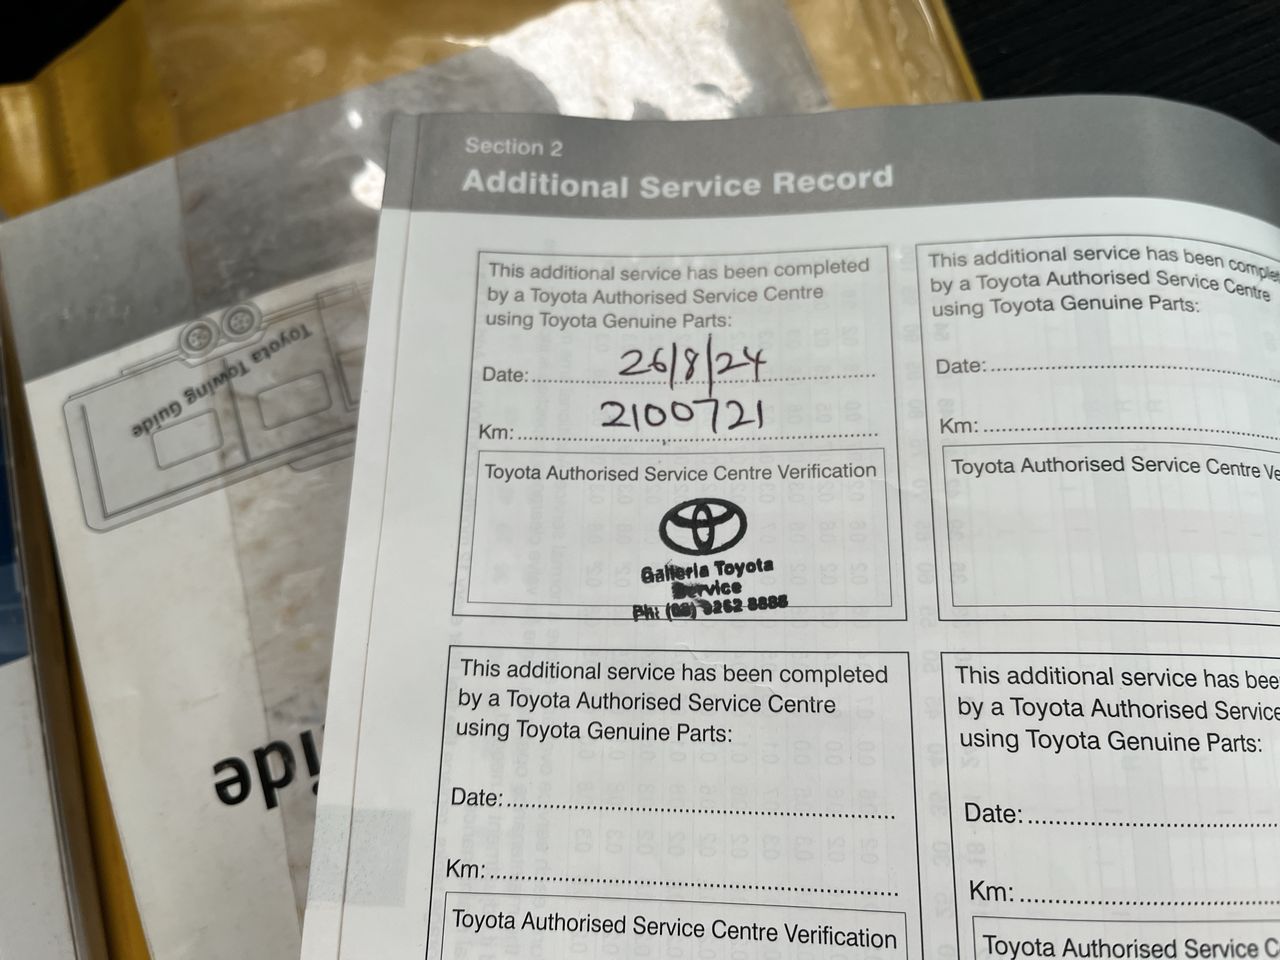 Section 2
Additional Service Record
This additional service has been completed
by a Toyota Authorised Service Centre
using Toyota Genuine Parts:
Date: 26/8/24
Km: 2100721
Toyota Authorised Service Centre Verification
Galleria Toyota
Service
Ph: (08) 9262 8888
This additional service has been
by a Toyota Authorised Service Centre
using Toyota Genuine Parts:
Date:
Km:
Toyota Authorised Service Centre
This additional service has been completed
by a Toyota Authorised Service Centre
using Toyota Genuine Parts:
Date:
Km:
Toyota Authorised Service Centre Verification
This additional service has
by a Toyota Authorised Service
using Toyota Genuine Parts:
Date:
Km:
Toyota Authorised Service
Toyota Towing Guide